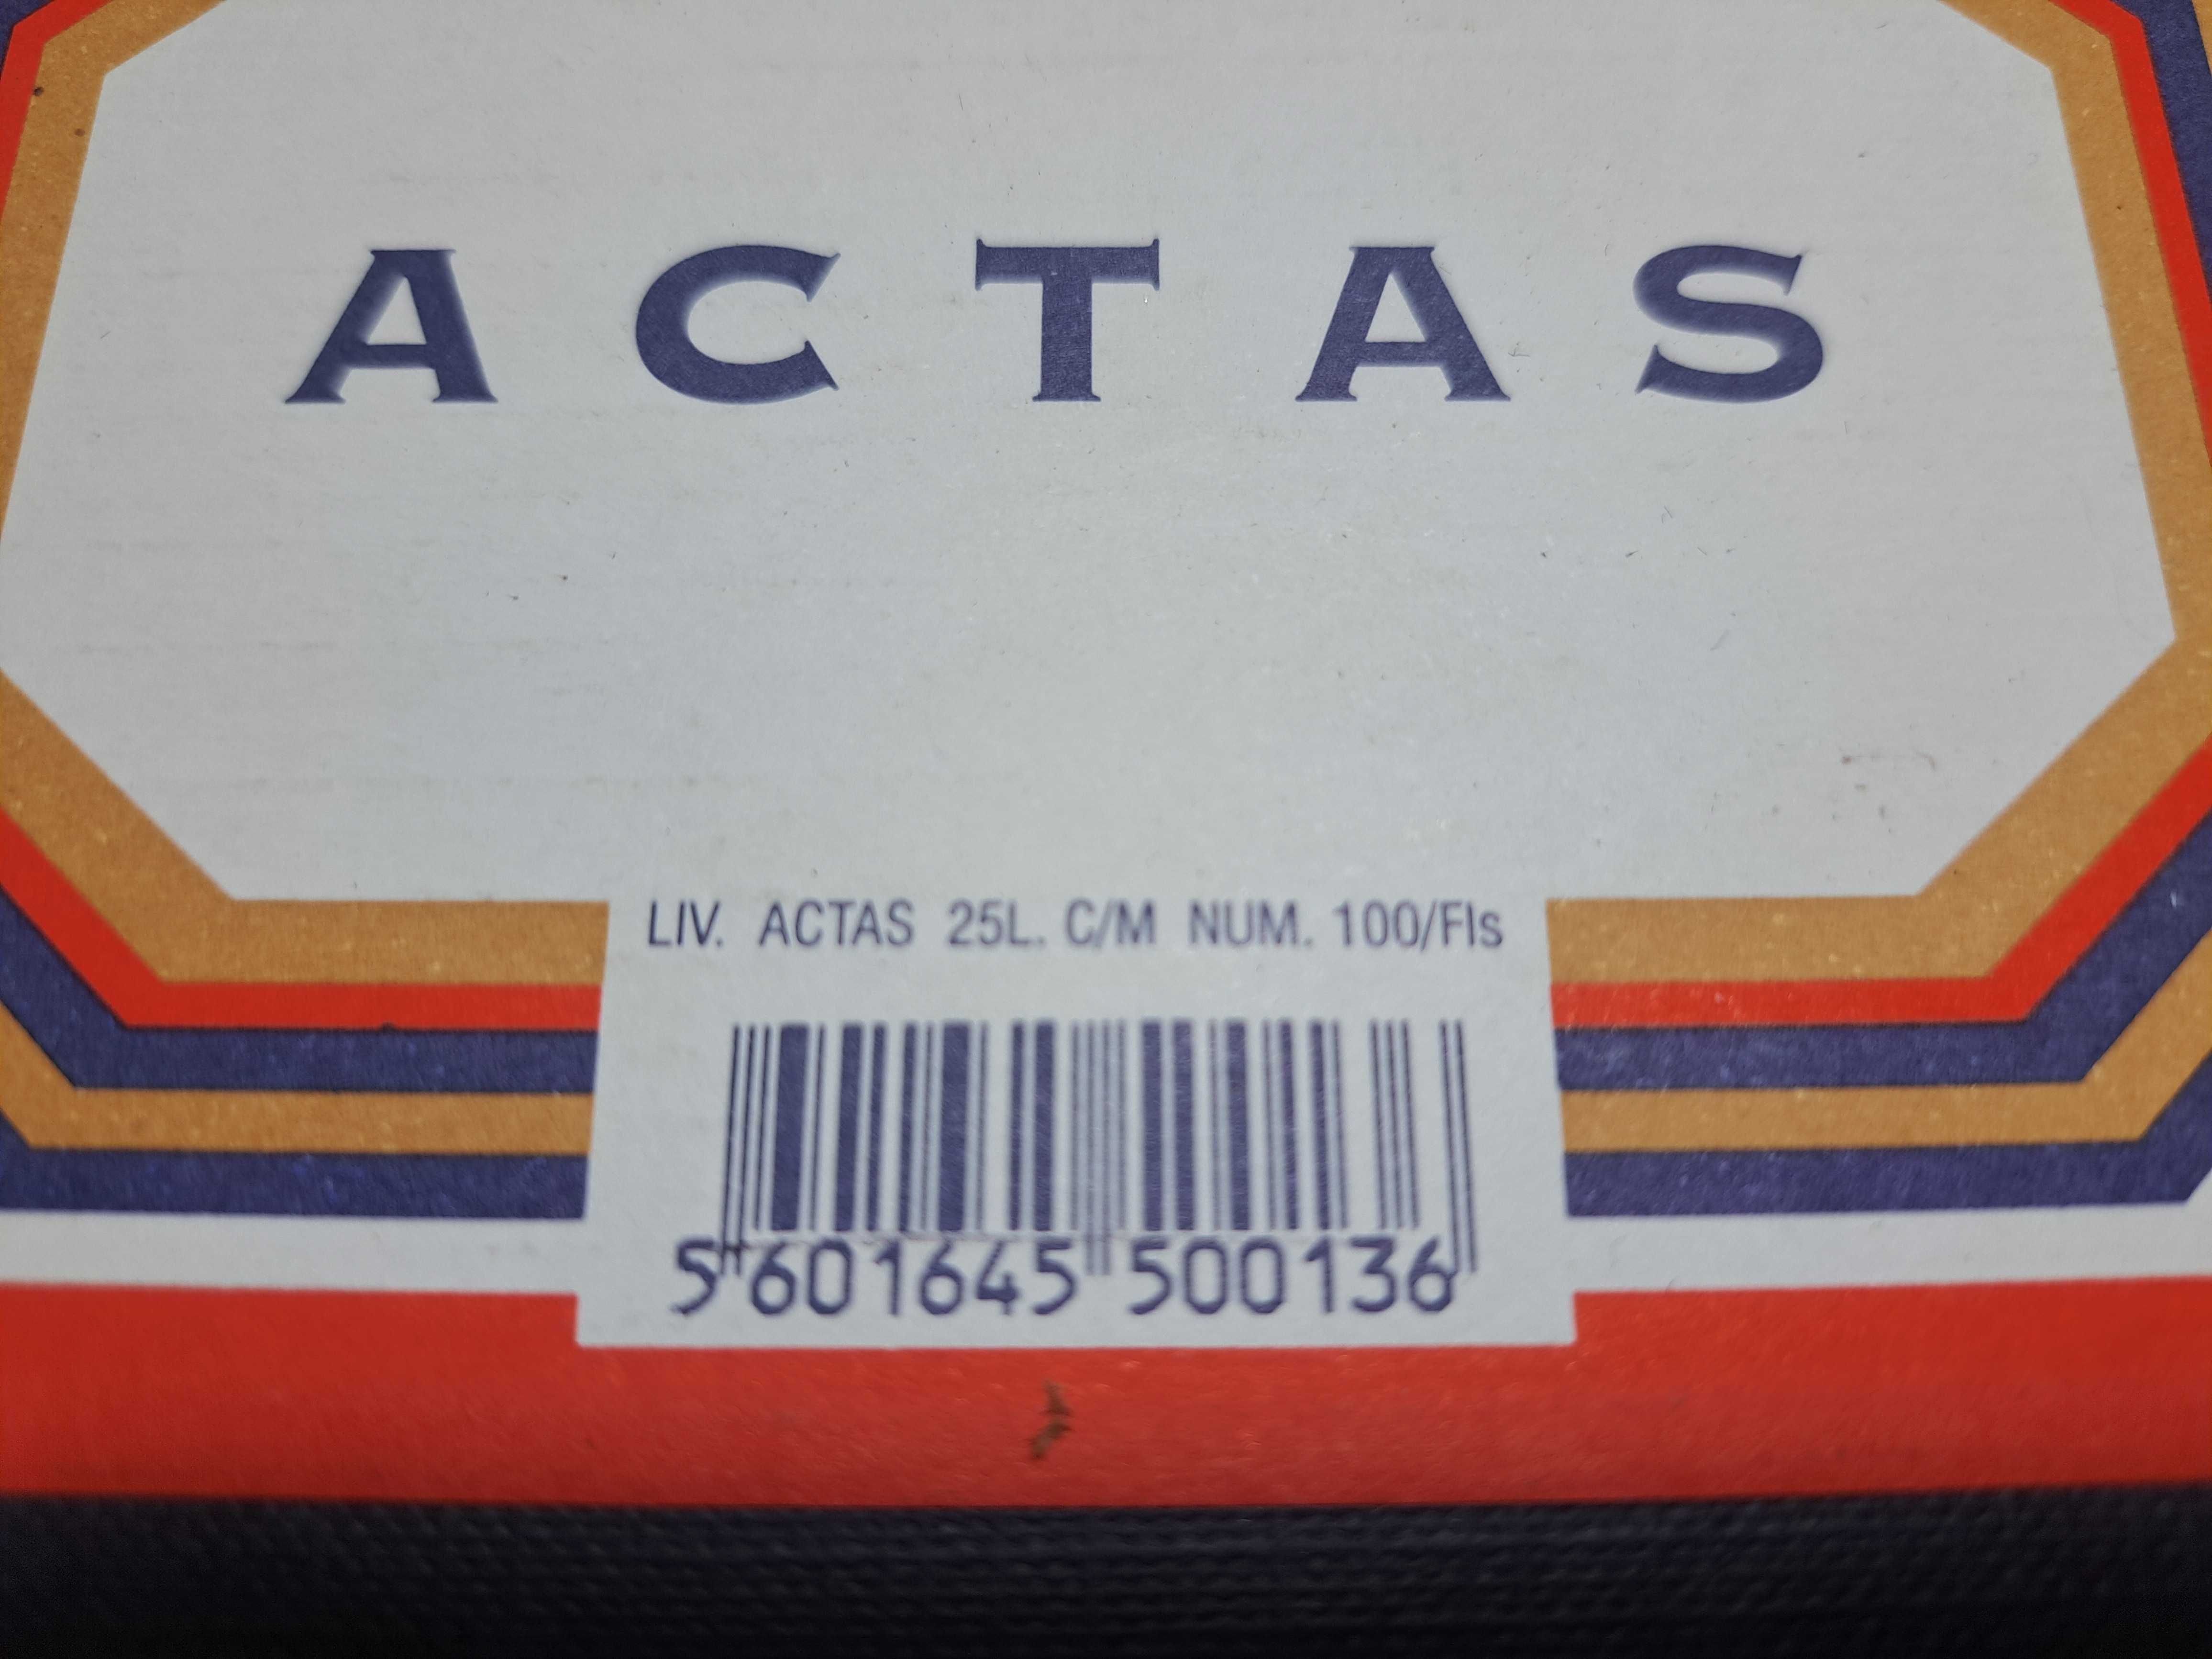 ACTAS
LIV. ACTAS 25L. C/M NUM. 100/Fls
5 601645 500136